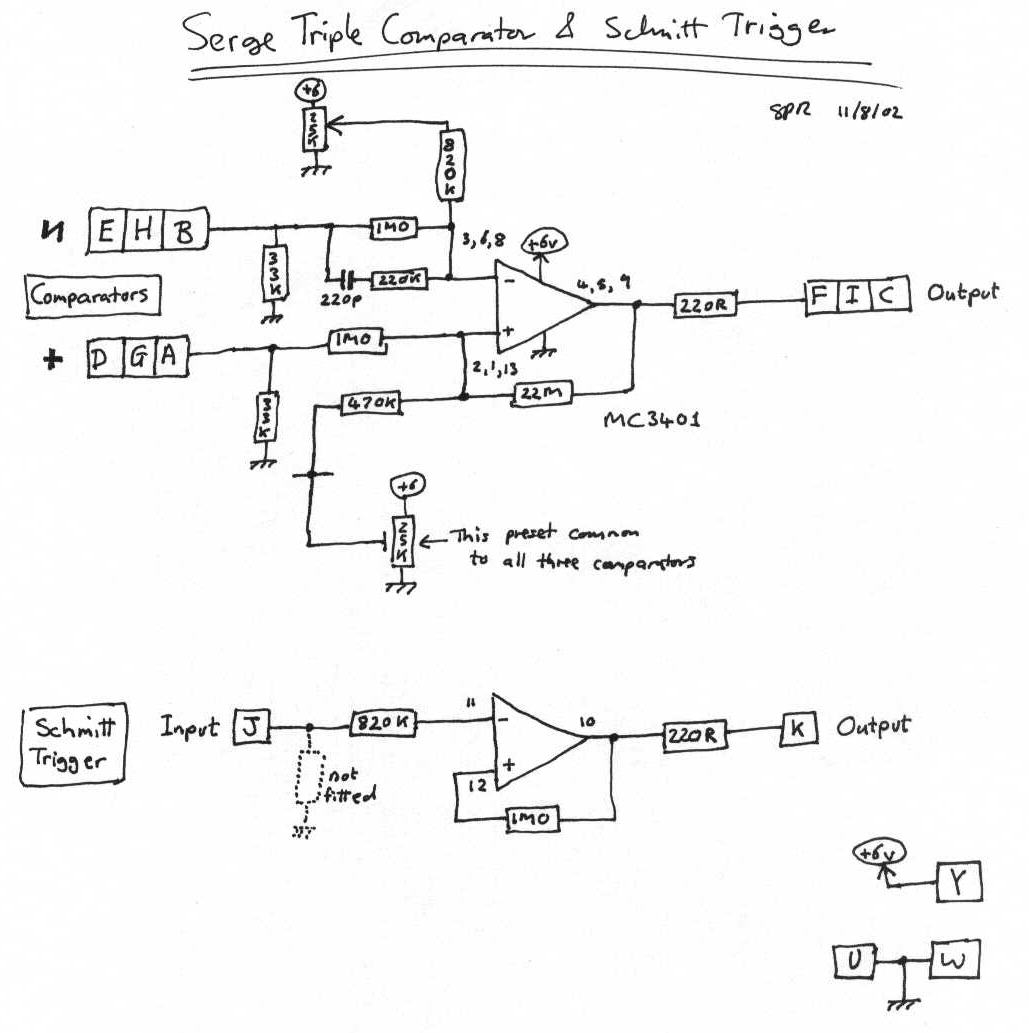 Serge Triple Comparator & Schmitt Trigger
SPR 11/8/02
+6
25K
820K
И E H B
1M0
3,6,8
+6v
33K
220p
220K
-
4,5,9
220R
F I C Output
Comparators
+ D G A
1M0
+
2,1,13
470K
22M
MC3401
33K
+6
25K
This preset common
to all three comparators
Schmitt
Trigger
Input J
820K
11
-
10
220R
K Output
+
12
not
fitted
1M0
+6v
Y
U W